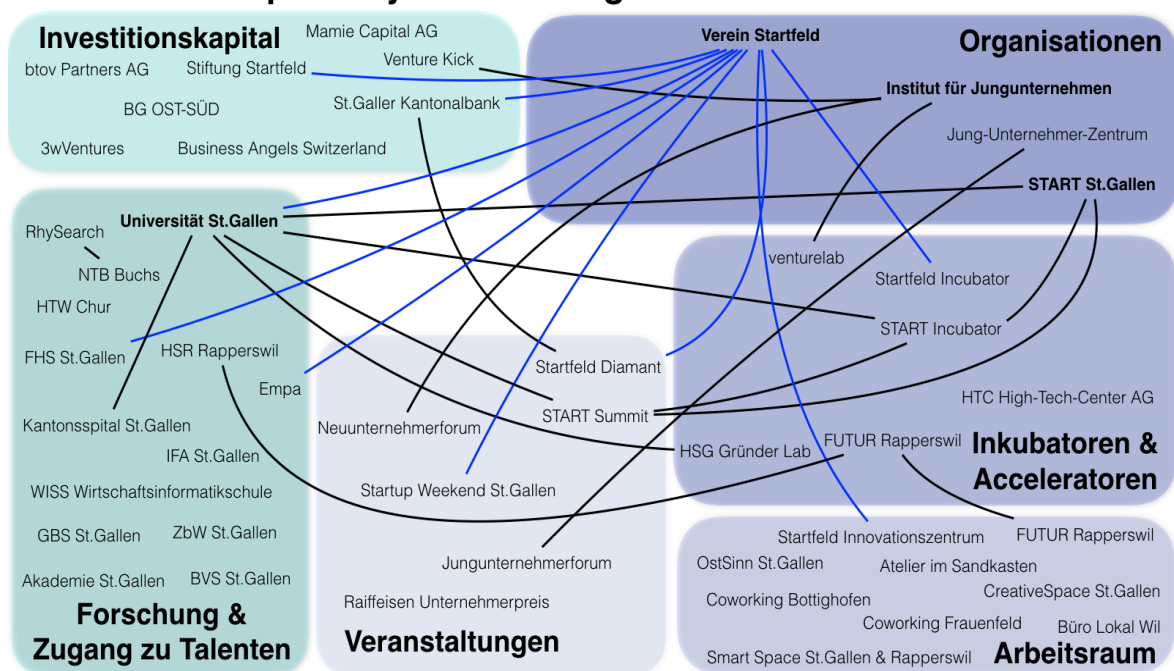 Investitionskapital
Mamie Capital AG
btov Partners AG
Stiftung Startfeld
Venture Kick
BG OST-SÜD
St.Galler Kantonalbank
3wVentures
Business Angels Switzerland
Verein Startfeld
Organisationen
Institut für Jungunternehmen
Jung-Unternehmer-Zentrum
START St.Gallen
Universität St.Gallen
RhySearch
NTB Buchs
HTW Chur
FHS St.Gallen
HSR Rapperswil
Empa
Kantonsspital St.Gallen
IFA St.Gallen
WISS Wirtschaftsinformatikschule
GBS St.Gallen
ZbW St.Gallen
Akademie St.Gallen
BVS St.Gallen
Forschung &
Zugang zu Talenten
Startfeld Diamant
START Summit
Neuunternehmerforum
Startup Weekend St.Gallen
Jungunternehmerforum
Raiffeisen Unternehmerpreis
Veranstaltungen
venturelab
Startfeld Incubator
START Incubator
HTC High-Tech-Center AG
HSG Gründer Lab
FUTUR Rapperswil
Inkubatoren &
Acceleratoren
Startfeld Innovationszentrum
FUTUR Rapperswil
OstSinn St.Gallen
Atelier im Sandkasten
CreativeSpace St.Gallen
Coworking Bottighofen
Coworking Frauenfeld
Büro Lokal Wil
Smart Space St.Gallen & Rapperswil
Arbeitsraum